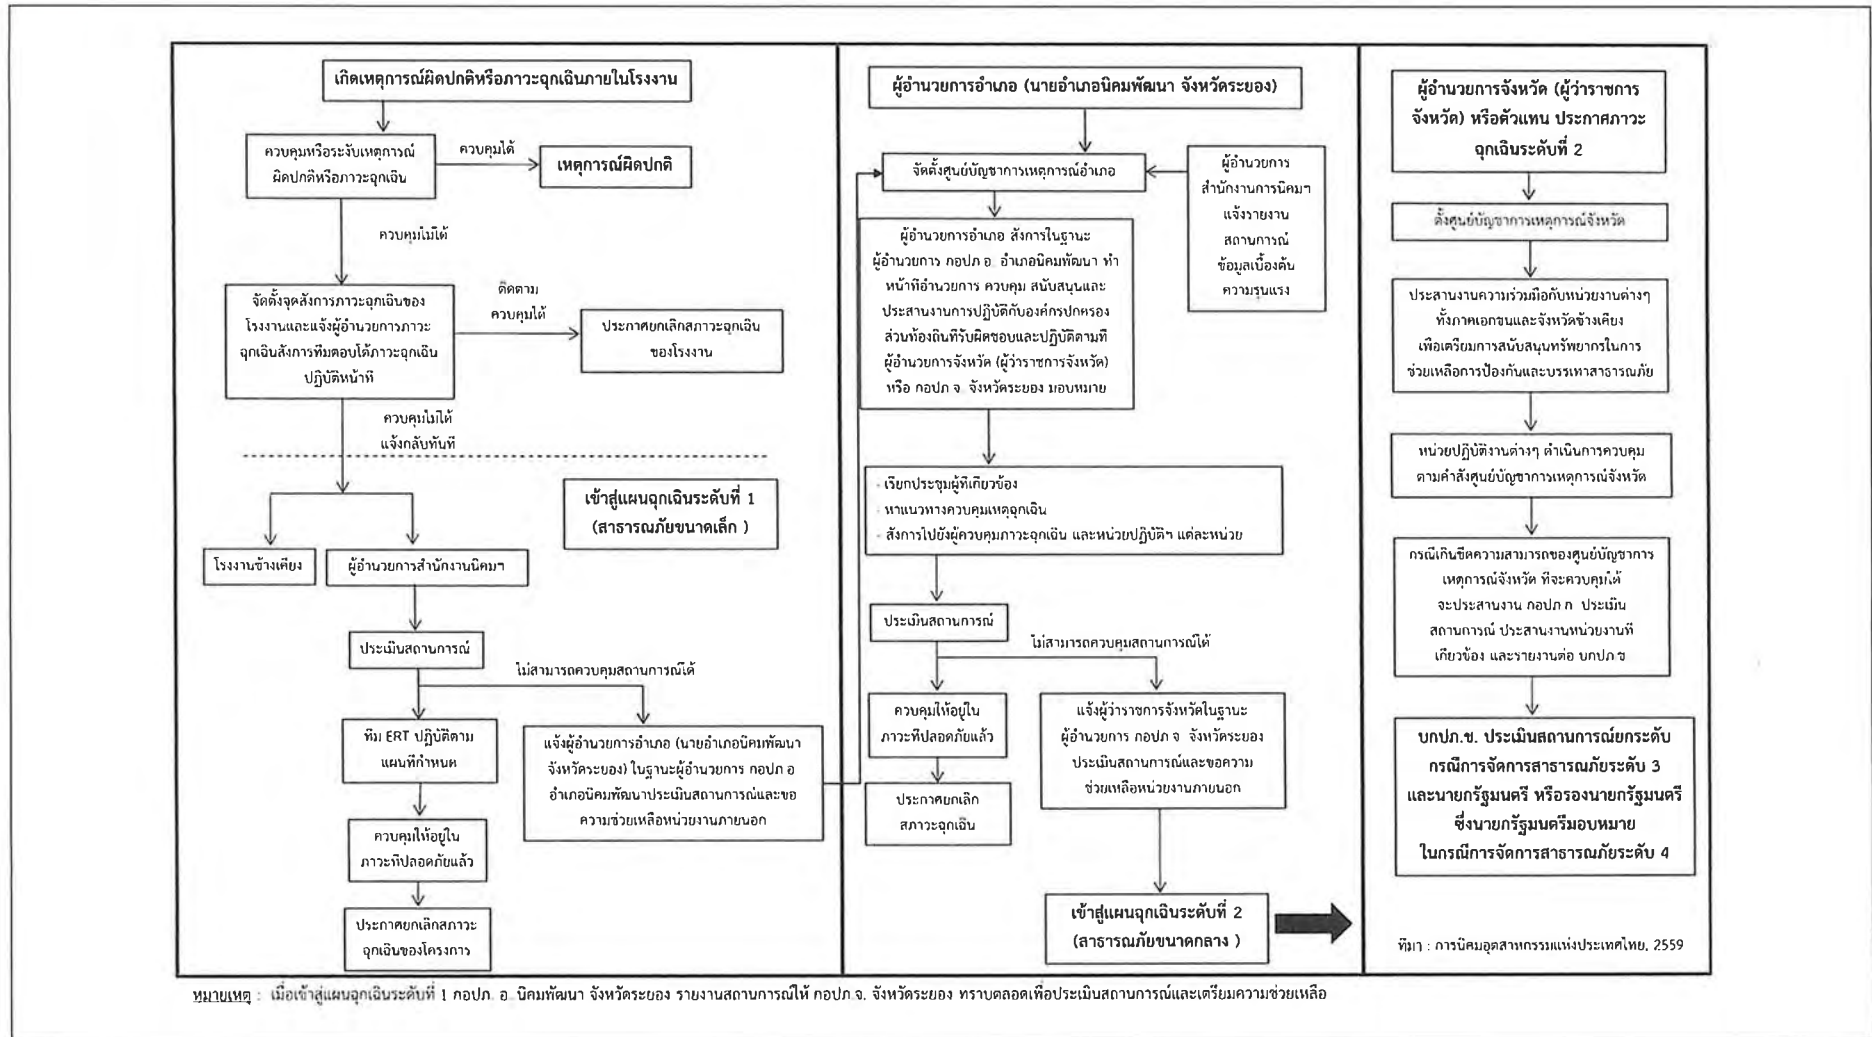 เกิดเหตุการณ์ผิดปกติหรือภาวะฉุกเฉินภายในโรงงาน
ควบคุมหรือระงับเหตุการณ์
ผิดปกติหรือภาวะฉุกเฉิน
ควบคุมได้
เหตุการณ์ผิดปกติ
ควบคุมไม่ได้
จัดตั้งจุดสั่งการภาวะฉุกเฉินของ
โรงงานและแจ้งผู้อำนวยการภาวะ
ฉุกเฉินสั่งการทีมตอบโต้ภาวะฉุกเฉิน
ปฏิบัติหน้าที่
ติดตาม
ควบคุมได้
ประกาศยกเลิกสภาวะฉุกเฉิน
ของโรงงาน
ควบคุมไม่ได้
แจ้งกลับทันที
เข้าสู่แผนฉุกเฉินระดับที่ 1
(สาธารณภัยขนาดเล็ก )
โรงงานข้างเคียง
ผู้อำนวยการสำนักงานนิคมฯ
ประเมินสถานการณ์
ไม่สามารถควบคุมสถานการณ์ได้
ทีม ERT ปฏิบัติตาม
แผนที่กำหนด
แจ้งผู้อำนวยการอำเภอ (นายอำเภอนิคมพัฒนา
จังหวัดระยอง) ในฐานะผู้อำนวยการ กอปภ อ
อำเภอนิคมพัฒนาประเมินสถานการณ์และขอ
ความช่วยเหลือหน่วยงานภายนอก
ควบคุมให้อยู่ใน
ภาวะที่ปลอดภัยแล้ว
ประกาศยกเลิกสภาวะ
ฉุกเฉินของโครงการ
ผู้อำนวยการอำเภอ (นายอำเภอนิคมพัฒนา จังหวัดระยอง)
จัดตั้งศูนย์บัญชาการเหตุการณ์อำเภอ
ผู้อำนวยการ
สำนักงานการนิคมฯ
แจ้งรายงาน
สถานการณ์
ข้อมูลเบื้องต้น
ความรุนแรง
ผู้อำนวยการอำเภอ สั่งการในฐานะ
ผู้อำนวยการ กอปภ อ. อำเภอนิคมพัฒนา ทำ
หน้าที่อำนวยการ ควบคุม สนับสนุนและ
ประสานงานการปฏิบัติกับองค์กรปกครอง
ส่วนท้องถิ่นที่รับผิดชอบและปฏิบัติตามที่
ผู้อำนวยการจังหวัด (ผู้ว่าราชการจังหวัด)
หรือ กอปภ จ. จังหวัดระยอง มอบหมาย
- เรียกประชุมผู้ที่เกี่ยวข้อง
- หาแนวทางควบคุมเหตุฉุกเฉิน
- สั่งการไปยังผู้ควบคุมภาวะฉุกเฉิน และหน่วยปฏิบัติฯ แต่ละหน่วย
ประเมินสถานการณ์
ไม่สามารถควบคุมสถานการณ์ได้
ควบคุมให้อยู่ใน
ภาวะที่ปลอดภัยแล้ว
แจ้งผู้ว่าราชการจังหวัดในฐานะ
ผู้อำนวยการ กอปภ จ จังหวัดระยอง
ประเมินสถานการณ์และขอความ
ช่วยเหลือหน่วยงานภายนอก
ประกาศยกเลิก
สภาวะฉุกเฉิน
เข้าสู่แผนฉุกเฉินระดับที่ 2
(สาธารณภัยขนาดกลาง )
ผู้อำนวยการจังหวัด (ผู้ว่าราชการ
จังหวัด) หรือตัวแทน ประกาศภาวะ
ฉุกเฉินระดับที่ 2
ตั้งศูนย์บัญชาการเหตุการณ์จังหวัด
ประสานงานความร่วมมือกับหน่วยงานต่างๆ
ทั้งภาคเอกชนและจังหวัดข้างเคียง
เพื่อเตรียมการสนับสนุนทรัพยากรในการ
ช่วยเหลือการป้องกันและบรรเทาสาธารณภัย
หน่วยปฏิบัติงานต่างๆ ดำเนินการควบคุม
ตามคำสั่งศูนย์บัญชาการเหตุการณ์จังหวัด
กรณีเกินขีดความสามารถของศูนย์บัญชาการ
เหตุการณ์จังหวัด ที่จะควบคุมได้
จะประสานงาน กอปภ ก ประเมิน
สถานการณ์ ประสานงานหน่วยงานที่
เกี่ยวข้อง และรายงานต่อ บกปภ ช
บกปภ.ช. ประเมินสถานการณ์ยกระดับ
กรณีการจัดการสาธารณภัยระดับ 3
และนายกรัฐมนตรี หรือรองนายกรัฐมนตรี
ซึ่งนายกรัฐมนตรีมอบหมาย
ในกรณีการจัดการสาธารณภัยระดับ 4
ที่มา : การนิคมอุตสาหกรรมแห่งประเทศไทย, 2559
หมายเหตุ : เมื่อเข้าสู่แผนฉุกเฉินระดับที่ 1 กอปภ. อ. นิคมพัฒนา จังหวัดระยอง รายงานสถานการณ์ให้ กอปภ.จ. จังหวัดระยอง ทราบตลอดเพื่อประเมินสถานการณ์และเตรียมความช่วยเหลือ